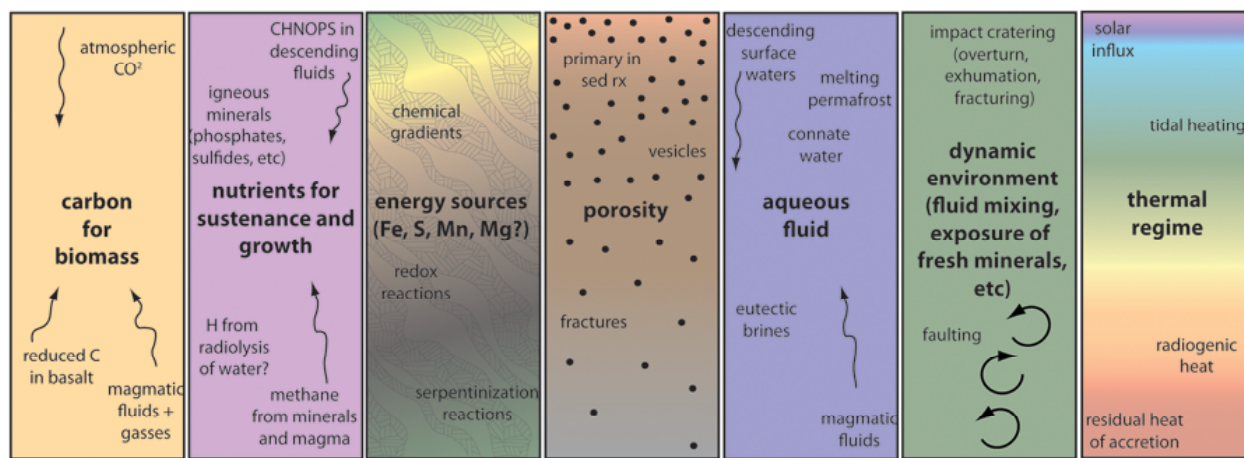 atmospheric
CO²
carbon
for
biomass
reduced C
in basalt
magmatic
fluids +
gasses
CHNOPS in
descending
fluids
igneous
minerals
(phosphates,
sulfides, etc)
nutrients for
sustenance and
growth
H from
radiolysis
of water?
methane
from minerals
and magma
chemical
gradients
energy sources
(Fe, S, Mn, Mg?)
redox
reactions
serpentinization
reactions
primary in
sed rx
vesicles
porosity
fractures
descending
surface
waters
melting
permafrost
connate
water
aqueous
fluid
eutectic
brines
magmatic
fluids
impact cratering
(overturn,
exhumation,
fracturing)
dynamic
environment
(fluid mixing,
exposure of
fresh minerals,
etc)
faulting
solar
influx
tidal heating
thermal
regime
radiogenic
heat
residual heat
of accretion